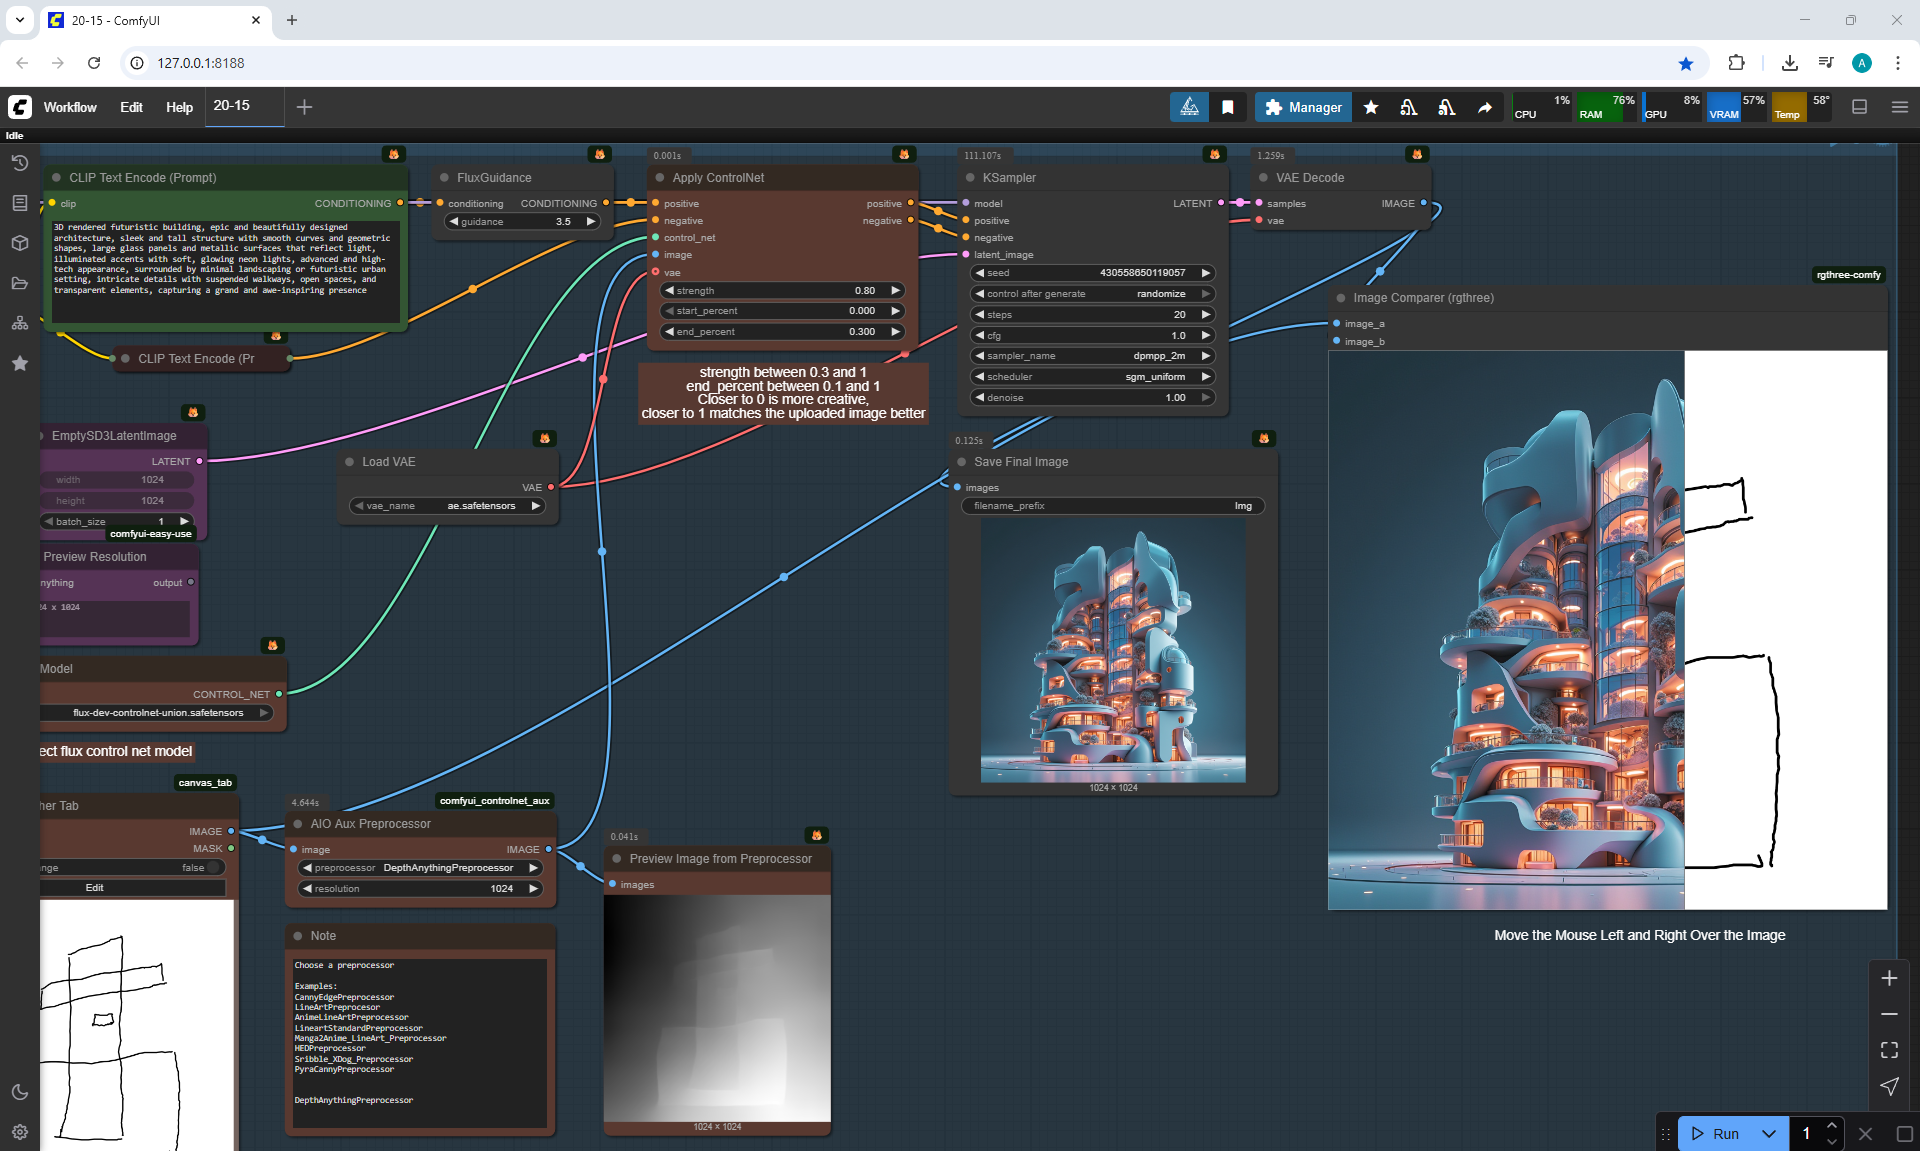 20-15 - ComfyUI
127.0.0.1:8188
A
Workflow
Edit
Help
20-15
Manager
1%
CPU
76%
RAM
8%
GPU
57%
VRAM
58°
Temp
Idle
CLIP Text Encode (Prompt)
clip
CONDITIONING
3D rendered futuristic building, epic and beautifully designed
architecture, sleek and tall structure with smooth curves and geometric
shapes, large glass panels and metallic surfaces that reflect light,
illuminated accents with soft, glowing neon lights, advanced and high-
tech appearance, surrounded by minimal landscaping or futuristic urban
setting, intricate details with suspended walkways, open spaces, and
transparent elements, capturing a grand and awe-inspiring presence
CLIP Text Encode (Pr
FluxGuidance
conditioning
CONDITIONING
guidance
3.5
0.001s
Apply ControlNet
positive
positive
negative
negative
control_net
image
vae
strength
0.80
start_percent
0.000
end_percent
0.300
strength between 0.3 and 1
end_percent between 0.1 and 1
Closer to 0 is more creative,
closer to 1 matches the uploaded image better
111.107s
KSampler
model
LATENT
positive
negative
latent_image
seed
430558650119057
control after generate
randomize
steps
20
cfg
1.0
sampler_name
dpmpp_2m
scheduler
sgm_uniform
denoise
1.00
1.259s
VAE Decode
samples
IMAGE
vae
rgthree-comfy
Image Comparer (rgthree)
image_a
image_b
Move the Mouse Left and Right Over the Image
EmptySD3LatentImage
LATENT
width
1024
height
1024
batch_size
1
comfyui-easy-use
Preview Resolution
nything
output
24 x 1024
Load VAE
VAE
vae_name
ae.safetensors
0.125s
Save Final Image
images
filename_prefix
Img
1024 × 1024
Model
CONTROL_NET
flux-dev-controlnet-union.safetensors
ect flux control net model
canvas_tab
her Tab
IMAGE
MASK
nge
false
Edit
4.644s
comfyui_controlnet_aux
AIO Aux Preprocessor
image
IMAGE
preprocessor
DepthAnythingPreprocessor
resolution
1024
Note
Choose a preprocessor
Examples:
CannyEdgePreprocessor
LineArtPreprocesor
AnimeLineArtPreprocessor
LineartStandardPreprocessor
Manga2Anime_LineArt_Preprocessor
HEDPreprocessor
Sribble_XDog_Preprocessor
PyraCannyPreprocessor
DepthAnythingPreprocessor
0.041s
Preview Image from Preprocessor
images
1024 × 1024
Run
1